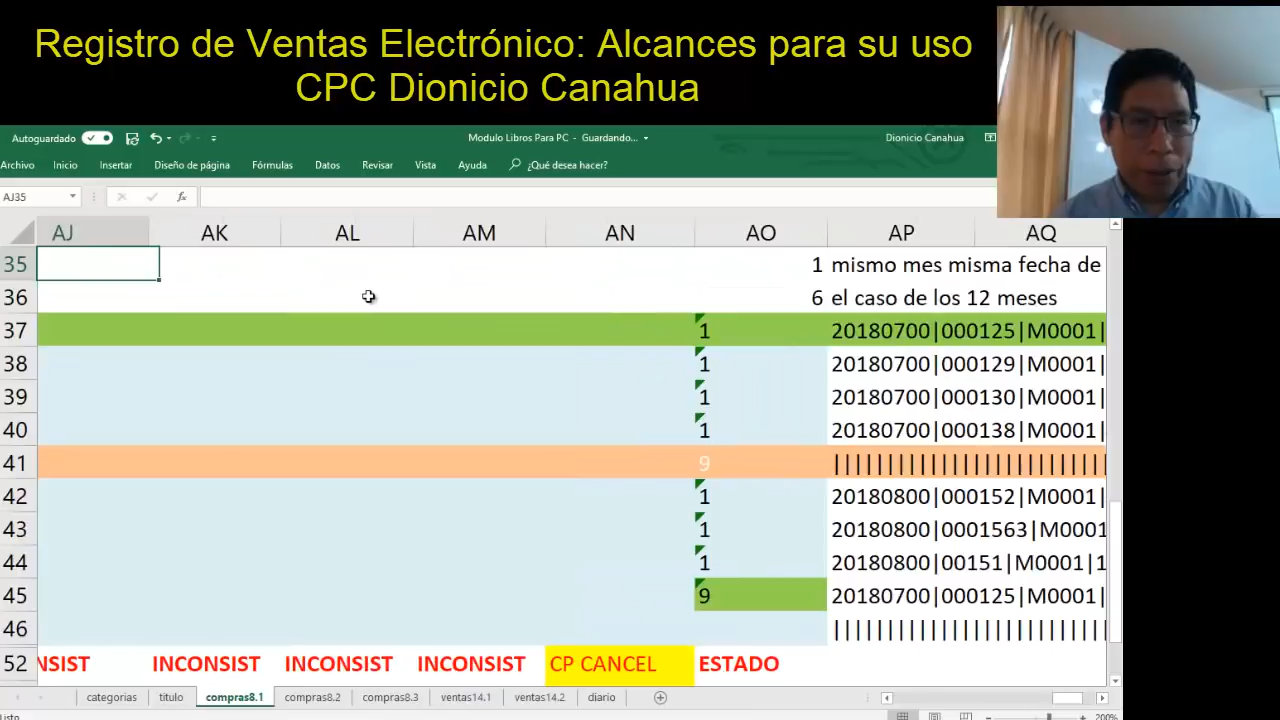 Registro de Ventas Electrónico: Alcances para su uso
CPC Dionicio Canahua
Autoguardado
Modulo Libros Para PC - Guardando...
Dionicio Canahua
Archivo Inicio Insertar Diseño de página Fórmulas Datos Revisar Vista Ayuda ¿Qué desea hacer?
AJ35 fx
AJ AK AL AM AN AO AP AQ
35 1 mismo mes misma fecha de
36 6 el caso de los 12 meses
37 1 20180700|000125|M0001|
38 1 20180700|000129|M0001|
39 1 20180700|000130|M0001|
40 1 20180700|000138|M0001|
41 9 |||||||||||||||||||||||
42 1 20180800|000152|M0001|
43 1 20180800|0001563|M0001
44 1 20180800|00151|M0001|1
45 9 20180700|000125|M0001|
46 |||||||||||||||||||||||
52 NSIST INCONSIST INCONSIST INCONSIST CP CANCEL ESTADO
categorias titulo compras8.1 compras8.2 compras8.3 ventas14.1 ventas14.2 diario
Listo 200%